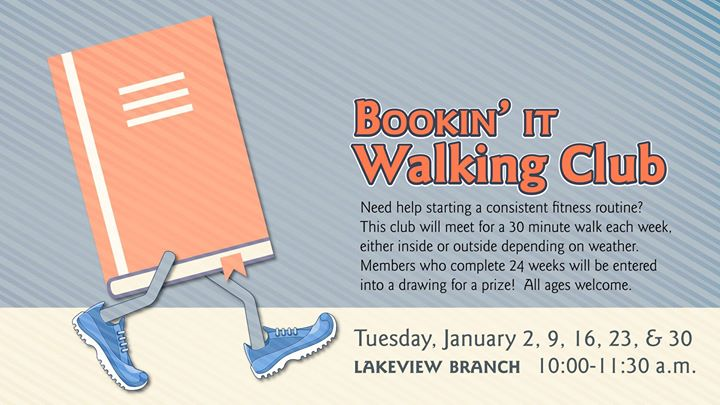 Bookin' it
Walking Club
Need help starting a consistent fitness routine?
This club will meet for a 30 minute walk each week,
either inside or outside depending on weather.
Members who complete 24 weeks will be entered
into a drawing for a prize!  All ages welcome.
Tuesday, January 2, 9, 16, 23, & 30
LAKEVIEW BRANCH 10:00-11:30 a.m.